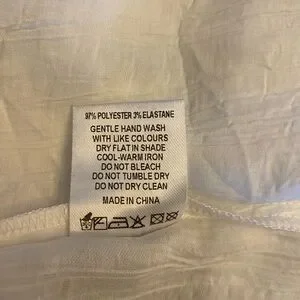 97% POLYESTER 3% ELASTANE
GENTLE HAND WASH
WITH LIKE COLOURS
DRY FLAT IN SHADE
COOL-WARM IRON
DO NOT BLEACH
DO NOT TUMBLE DRY
DO NOT DRY CLEAN
MADE IN CHINA